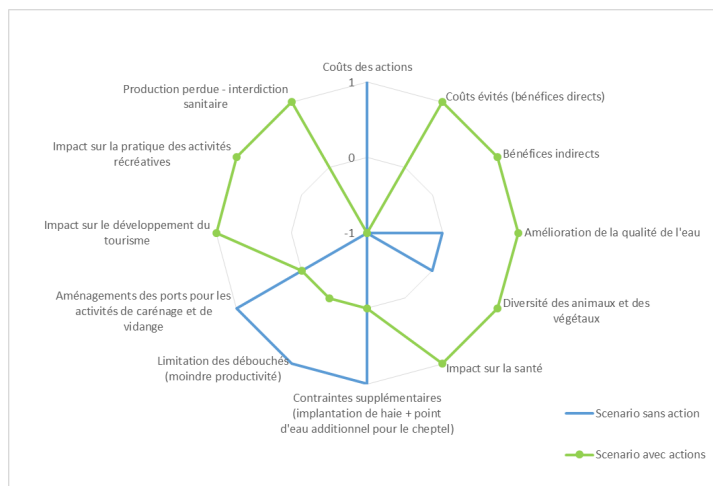 Coûts des actions
1
Production perdue - interdiction
sanitaire
Coûts évités (bénéfices directs)
Impact sur la pratique des activités
récréatives
0
Bénéfices indirects
Impact sur le développement du
tourisme
-1
Amélioration de la qualité de l'eau
Aménagements des ports pour les
activités de carénage et de
vidange
Diversité des animaux et des
végétaux
Limitation des débouchés
(moindre productivité)
Impact sur la santé
Contraintes supplémentaires
(implantation de haie + point
d'eau additionnel pour le cheptel)
Scenario sans action
Scenario avec actions